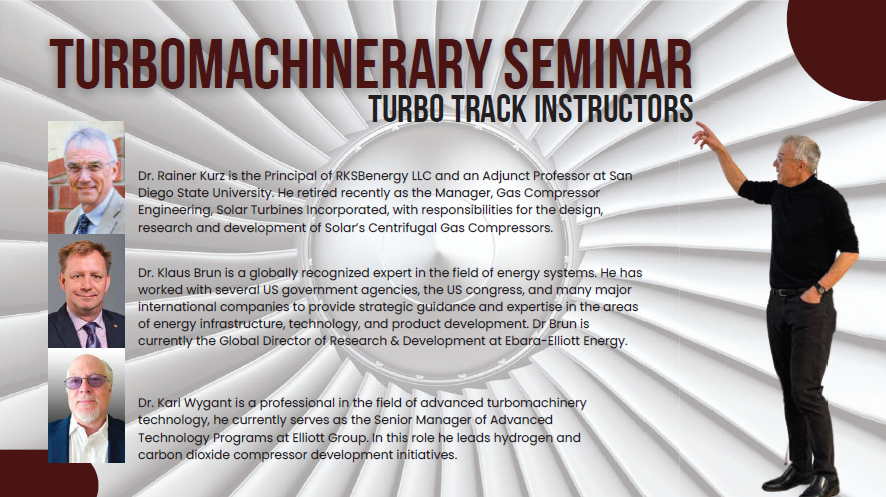 TURBOMACHINERARY SEMINAR
TURBO TRACK INSTRUCTORS
Dr. Rainer Kurz is the Principal of RKSBenergy LLC and an Adjunct Professor at San
Diego State University. He retired recently as the Manager, Gas Compressor
Engineering, Solar Turbines Incorporated, with responsibilities for the design,
research and development of Solar's Centrifugal Gas Compressors.
Dr. Klaus Brun is a globally recognized expert in the field of energy systems. He has
worked with several US government agencies, the US congress, and many major
international companies to provide strategic guidance and expertise in the areas
of energy infrastructure, technology, and product development. Dr Brun is
currently the Global Director of Research & Development at Ebara-Elliott Energy.
Dr. Karl Wygant is a professional in the field of advanced turbomachinery
technology, he currently serves as the Senior Manager of Advanced
Technology Programs at Elliott Group. In this role he leads hydrogen and
carbon dioxide compressor development initiatives.